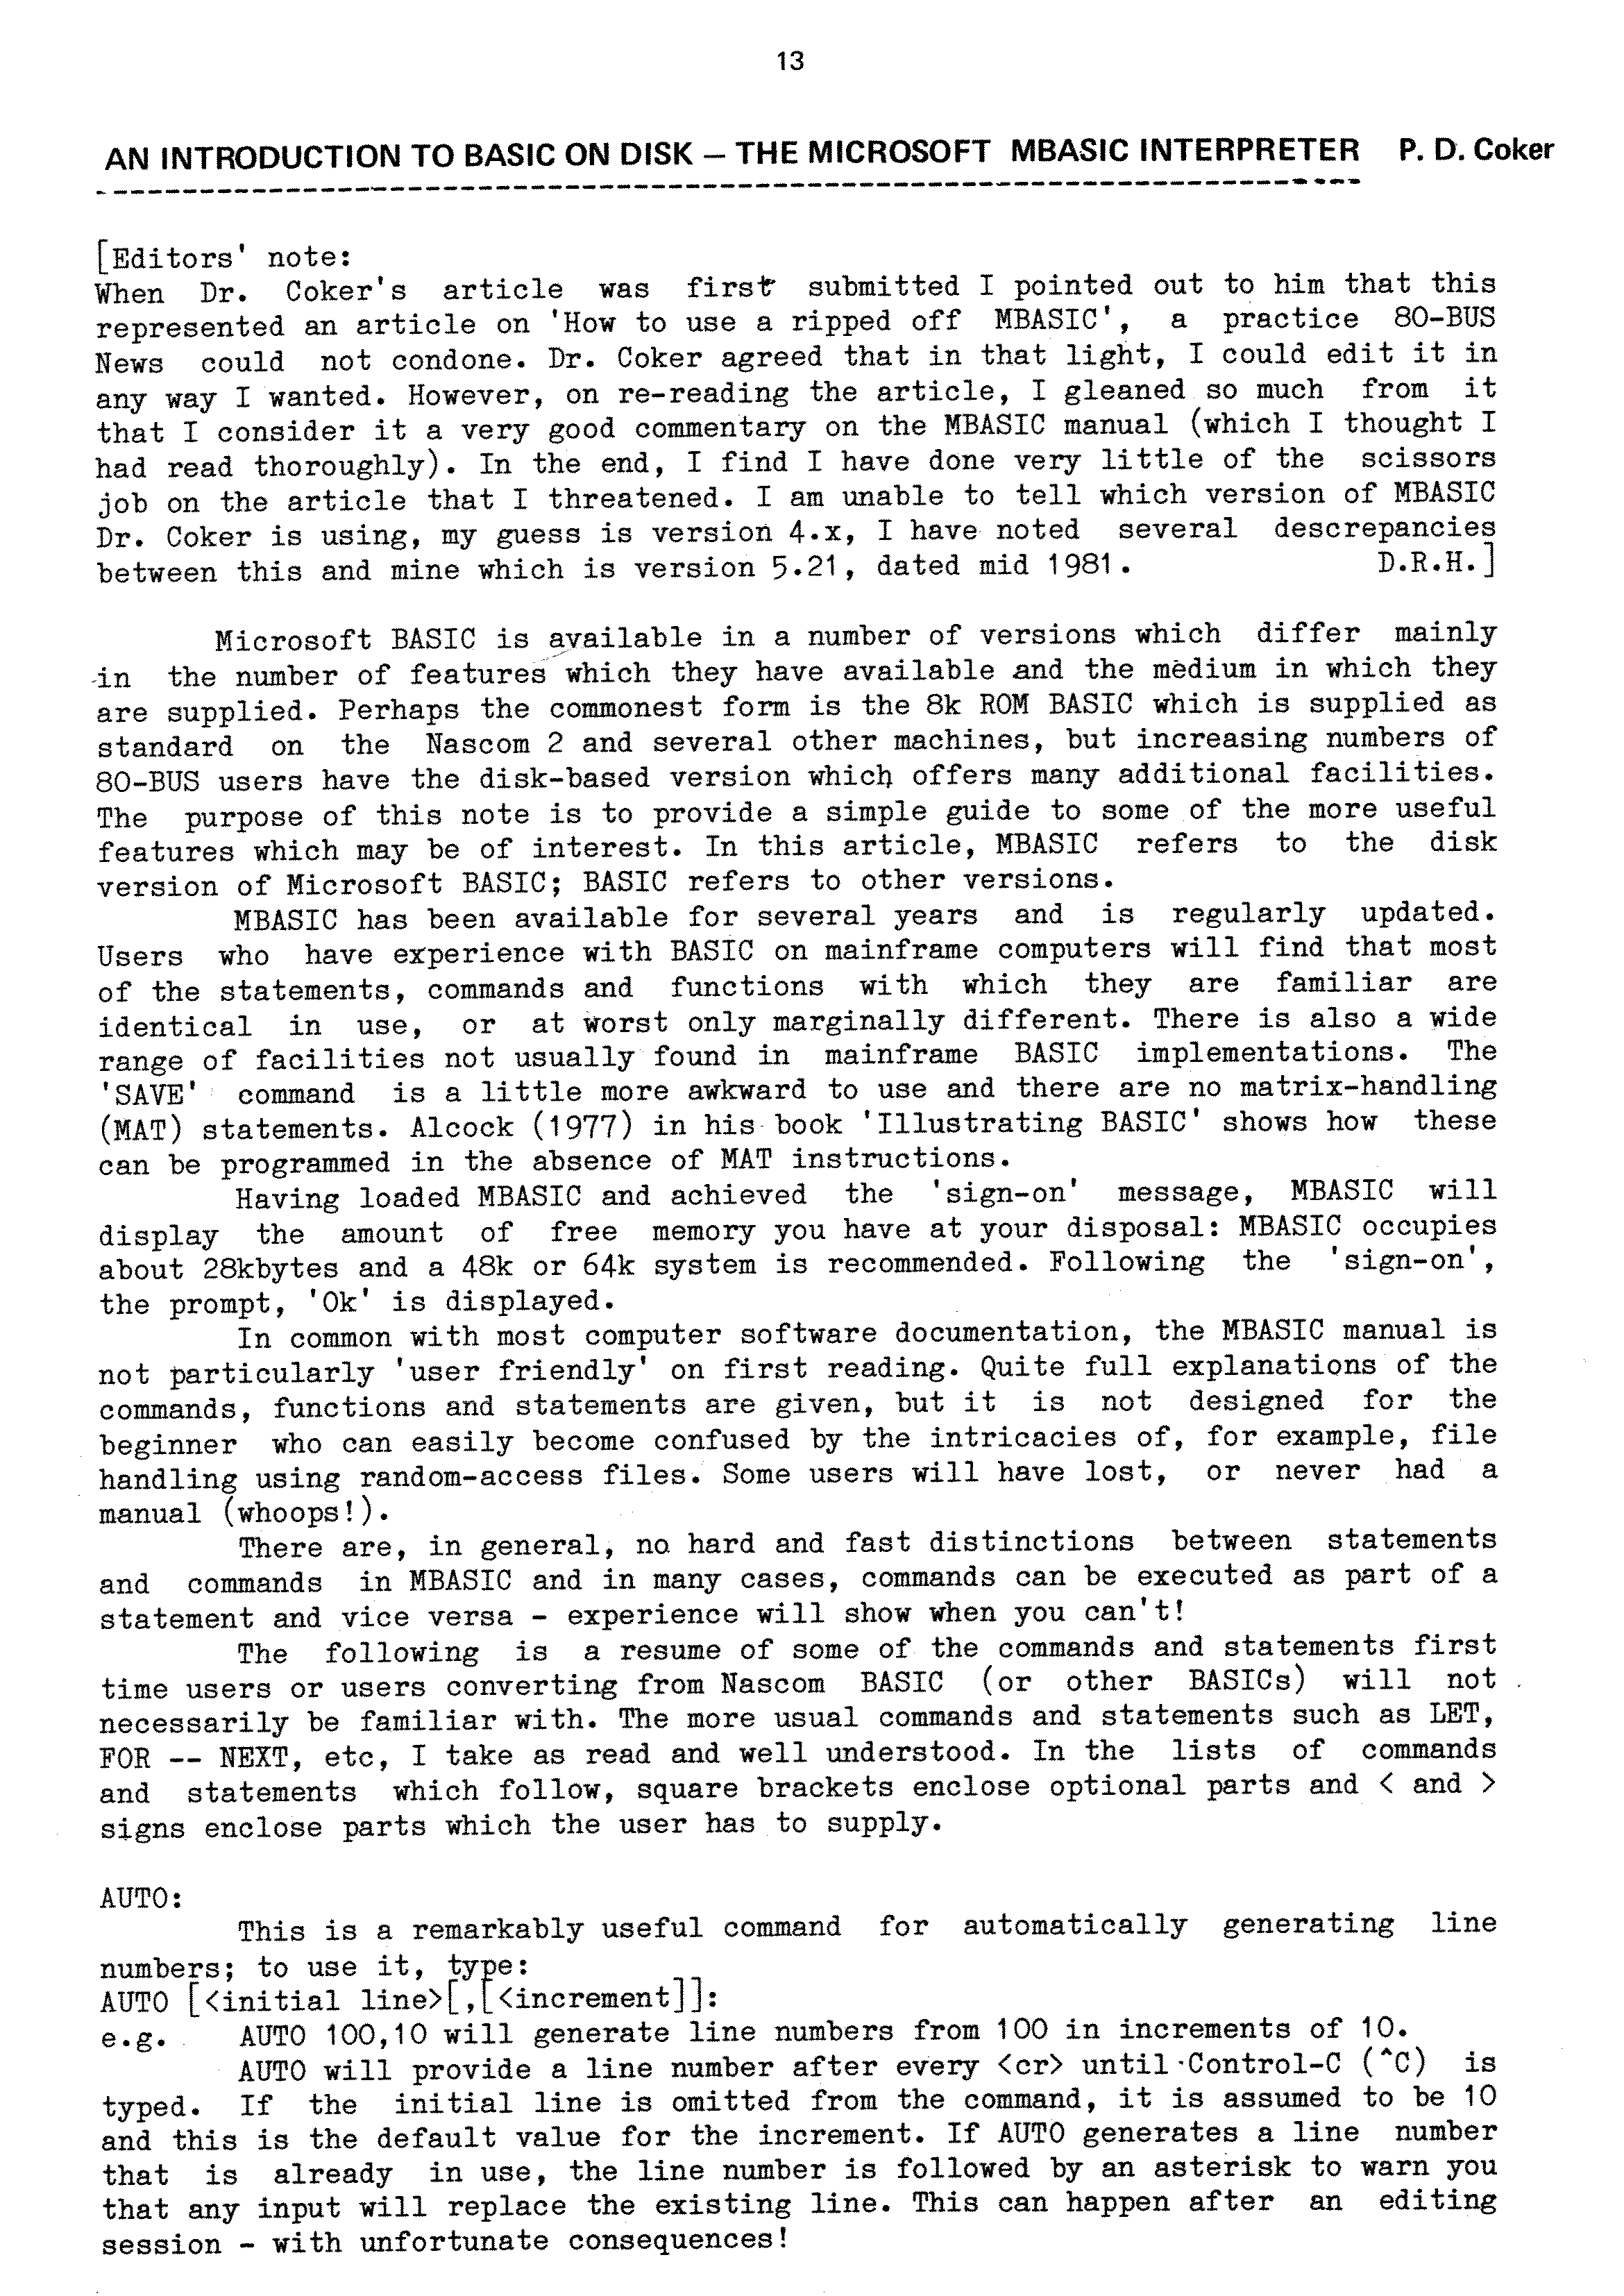 13
AN INTRODUCTION TO BASIC ON DISK – THE MICROSOFT MBASIC INTERPRETER P. D. Coker
[Editors' note:
When Dr. Coker's article was first submitted I pointed out to him that this
represented an article on 'How to use a ripped off MBASIC', a practice 80-BUS
News could not condone. Dr. Coker agreed that in that light, I could edit it in
any way I wanted. However, on re-reading the article, I gleaned so much from it
that I consider it a very good commentary on the MBASIC manual (which I thought I
had read thoroughly). In the end, I find I have done very little of the scissors
job on the article that I threatened. I am unable to tell which version of MBASIC
Dr. Coker is using, my guess is version 4.x, I have noted several descrepancies
between this and mine which is version 5.21, dated mid 1981. D.R.H.]
Microsoft BASIC is available in a number of versions which differ mainly
in the number of features which they have available and the medium in which they
are supplied. Perhaps the commonest form is the 8k ROM BASIC which is supplied as
standard on the Nascom 2 and several other machines, but increasing numbers of
80-BUS users have the disk-based version which offers many additional facilities.
The purpose of this note is to provide a simple guide to some of the more useful
features which may be of interest. In this article, MBASIC refers to the disk
version of Microsoft BASIC; BASIC refers to other versions.
MBASIC has been available for several years and is regularly updated.
Users who have experience with BASIC on mainframe computers will find that most
of the statements, commands and functions with which they are familiar are
identical in use, or at worst only marginally different. There is also a wide
range of facilities not usually found in mainframe BASIC implementations. The
'SAVE' command is a little more awkward to use and there are no matrix-handling
(MAT) statements. Alcock (1977) in his book 'Illustrating BASIC' shows how these
can be programmed in the absence of MAT instructions.
Having loaded MBASIC and achieved the 'sign-on' message, MBASIC will
display the amount of free memory you have at your disposal: MBASIC occupies
about 28kbytes and a 48k or 64k system is recommended. Following the 'sign-on',
the prompt, 'Ok' is displayed.
In common with most computer software documentation, the MBASIC manual is
not particularly 'user friendly' on first reading. Quite full explanations of the
commands, functions and statements are given, but it is not designed for the
beginner who can easily become confused by the intricacies of, for example, file
handling using random-access files. Some users will have lost, or never had a
manual (whoops!).
There are, in general, no hard and fast distinctions between statements
and commands in MBASIC and in many cases, commands can be executed as part of a
statement and vice versa - experience will show when you can't!
The following is a resume of some of the commands and statements first
time users or users converting from Nascom BASIC (or other BASICs) will not
necessarily be familiar with. The more usual commands and statements such as LET,
FOR -- NEXT, etc, I take as read and well understood. In the lists of commands
and statements which follow, square brackets enclose optional parts and < and >
signs enclose parts which the user has to supply.
AUTO:
This is a remarkably useful command for automatically generating line
numbers; to use it, type:
AUTO [<initial line>[,[<increment]]:
e.g. AUTO 100,10 will generate line numbers from 100 in increments of 10.
AUTO will provide a line number after every <cr> until Control-C (^C) is
typed. If the initial line is omitted from the command, it is assumed to be 10
and this is the default value for the increment. If AUTO generates a line number
that is already in use, the line number is followed by an asterisk to warn you
that any input will replace the existing line. This can happen after an editing
session - with unfortunate consequences!